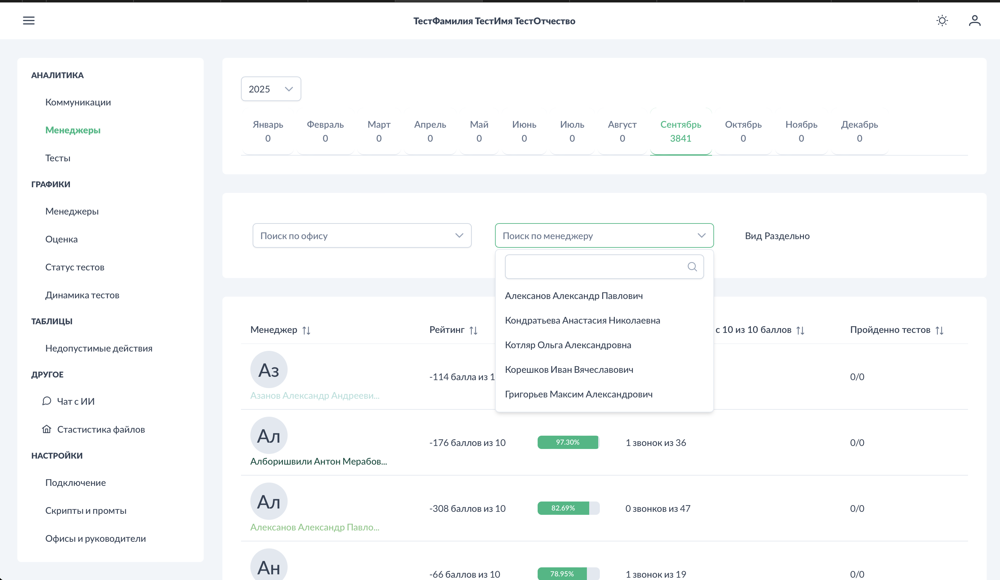 ТестФамилия ТестИмя ТестОтчество
АНАЛИТИКА
Коммуникации
Менеджеры
Тесты
ГРАФИКИ
Менеджеры
Оценка
Статус тестов
Динамика тестов
ТАБЛИЦЫ
Недопустимые действия
ДРУГОЕ
Чат с ИИ
Стастистика файлов
НАСТРОЙКИ
Подключение
Скрипты и промты
Офисы и руководители
2025
Январь Февраль Март Апрель Май Июнь Июль Август Сентябрь Октябрь Ноябрь Декабрь
0 0 0 0 0 0 0 0 3841 0 0 0
Поиск по офису Поиск по менеджеру Вид Раздельно
Алексанов Александр Павлович
Кондратьева Анастасия Николаевна
Котляр Ольга Александровна
Корешков Иван Вячеславович
Григорьев Максим Александрович
Менеджер Рейтинг с 10 из 10 баллов Пройденно тестов
Аз
-114 балла из 1 0/0
Азанов Александр Андрееви...
Ал
-176 баллов из 10 97.30% 1 звонок из 36 0/0
Алборишвили Антон Мерабов...
Ал
-308 баллов из 10 82.69% 0 звонков из 47 0/0
Алексанов Александр Павло...
Ан
-66 баллов из 10 78.95% 1 звонок из 19 0/0